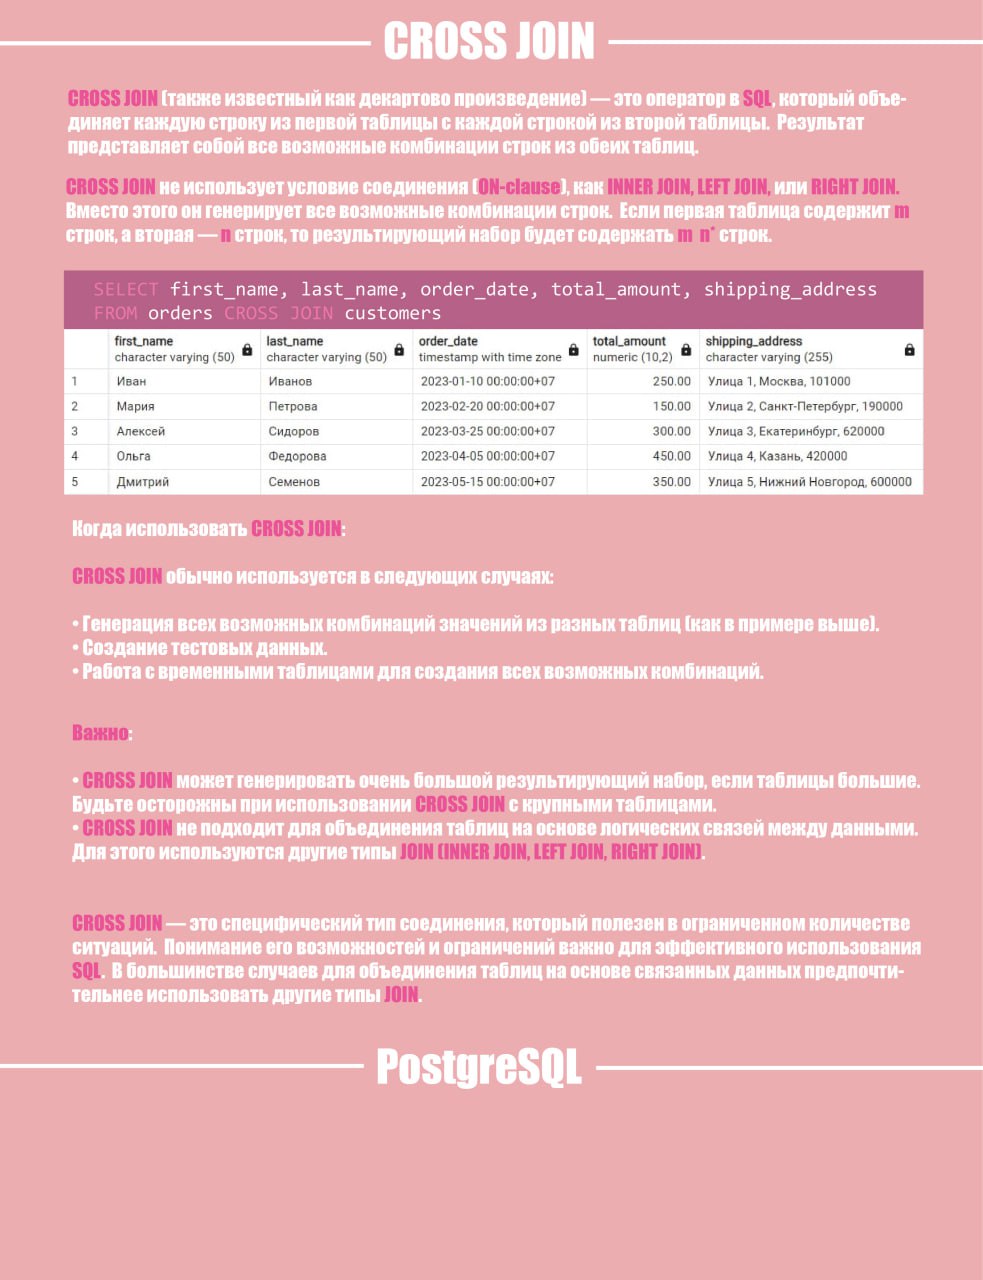 CROSS JOIN
CROSS JOIN (также известный как декартово произведение) — это оператор в SQL, который объе-
диняет каждую строку из первой таблицы с каждой строкой из второй таблицы. Результат
представляет собой все возможные комбинации строк из обеих таблиц.
CROSS JOIN не использует условие соединения (ON-clause), как INNER JOIN, LEFT JOIN, или RIGHT JOIN.
Вместо этого он генерирует все возможные комбинации строк. Если первая таблица содержит m
строк, а вторая — n строк, то результирующий набор будет содержать m n* строк.
SELECT first_name, last_name, order_date, total_amount, shipping_address
FROM orders CROSS JOIN customers
first_name last_name order_date total_amount shipping_address
character varying (50) character varying (50) timestamp with time zone numeric (10,2) character varying (255)
1 Иван Иванов 2023-01-10 00:00:00+07 250.00 Улица 1, Москва, 101000
2 Мария Петрова 2023-02-20 00:00:00+07 150.00 Улица 2, Санкт-Петербург, 190000
3 Алексей Сидоров 2023-03-25 00:00:00+07 300.00 Улица 3, Екатеринбург, 620000
4 Ольга Федорова 2023-04-05 00:00:00+07 450.00 Улица 4, Казань, 420000
5 Дмитрий Семенов 2023-05-15 00:00:00+07 350.00 Улица 5, Нижний Новгород, 600000
Когда использовать CROSS JOIN:
CROSS JOIN обычно используется в следующих случаях:
• Генерация всех возможных комбинаций значений из разных таблиц (как в примере выше).
• Создание тестовых данных.
• Работа с временными таблицами для создания всех возможных комбинаций.
Важно:
• CROSS JOIN может генерировать очень большой результирующий набор, если таблицы большие.
Будьте осторожны при использовании CROSS JOIN с крупными таблицами.
• CROSS JOIN не подходит для объединения таблиц на основе логических связей между данными.
Для этого используются другие типы JOIN (INNER JOIN, LEFT JOIN, RIGHT JOIN).
CROSS JOIN — это специфический тип соединения, который полезен в ограниченном количестве
ситуаций. Понимание его возможностей и ограничений важно для эффективного использования
SQL. В большинстве случаев для объединения таблиц на основе связанных данных предпочти-
тельнее использовать другие типы JOIN.
PostgreSQL